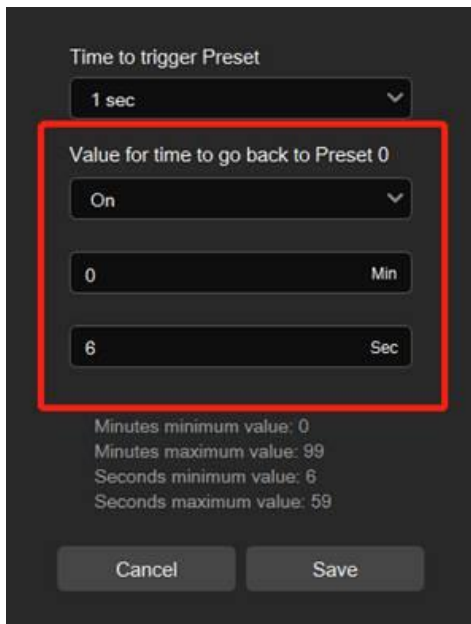 Time to trigger Preset
1 sec
Value for time to go back to Preset 0
On
0 Min
6 Sec
Minutes minimum value: 0
Minutes maximum value: 99
Seconds minimum value: 6
Seconds maximum value: 59
Cancel Save